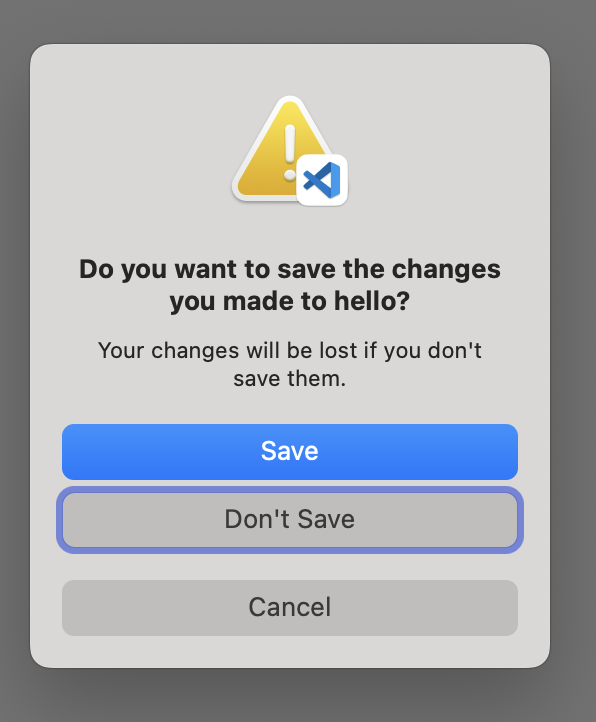 Do you want to save the changes
you made to hello?
Your changes will be lost if you don't
save them.
Save
Don't Save
Cancel